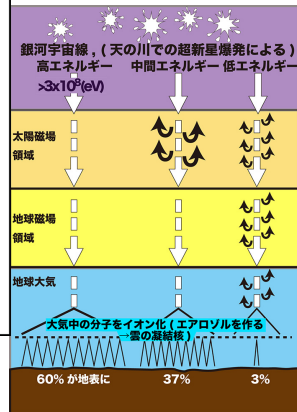 銀河宇宙線,(天の川での超新星爆発による)
高エネルギー 中間エネルギー 低エネルギー
>3x10⁸(eV)
太陽磁場
領域
地球磁場
領域
地球大気
大気中の分子をイオン化(エアロゾルを作る
→雲の凝結核)
60%が地表に 37% 3%